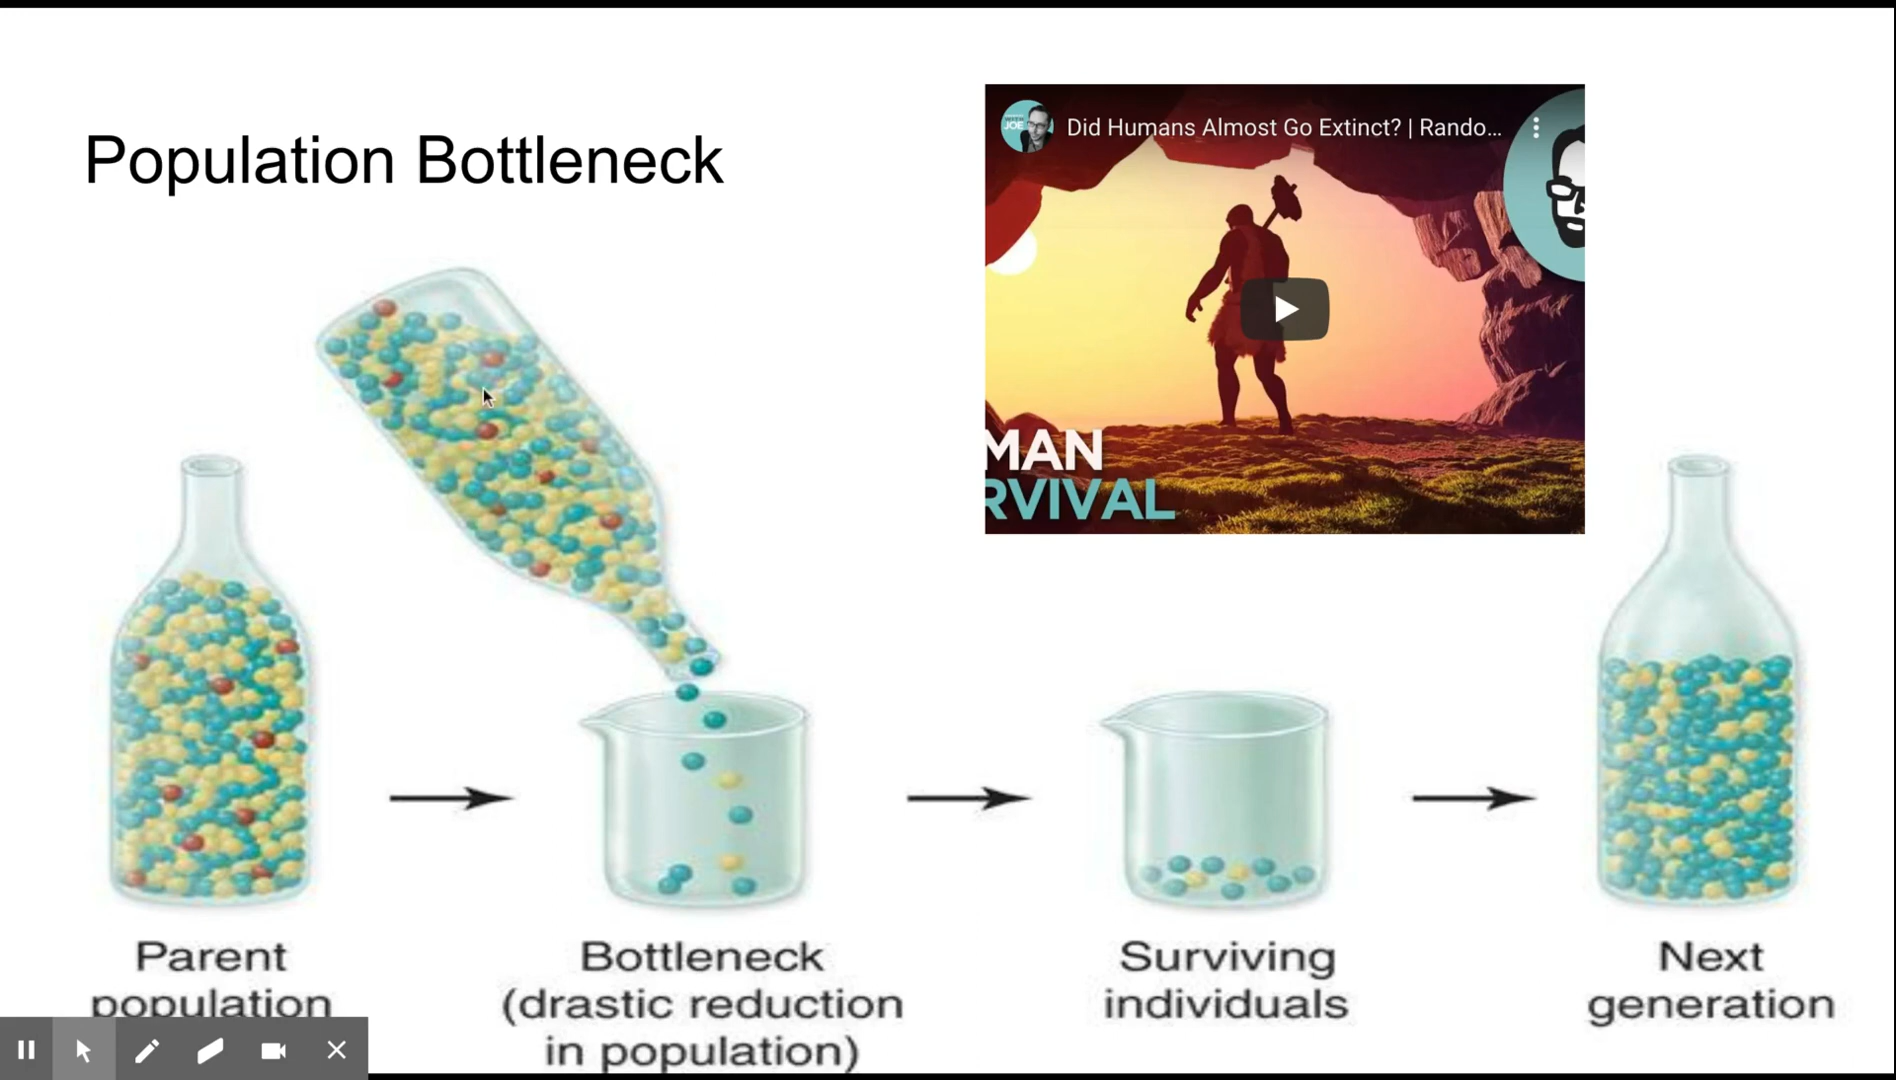 Population Bottleneck
JOE
Did Humans Almost Go Extinct? | Rando...
MAN
RVIVAL
Parent
population
Bottleneck
(drastic reduction
in population)
Surviving
individuals
Next
generation